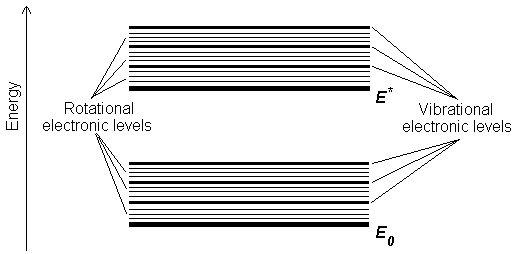 Energy
Rotational
electronic levels
E*
Vibrational
electronic levels
E0